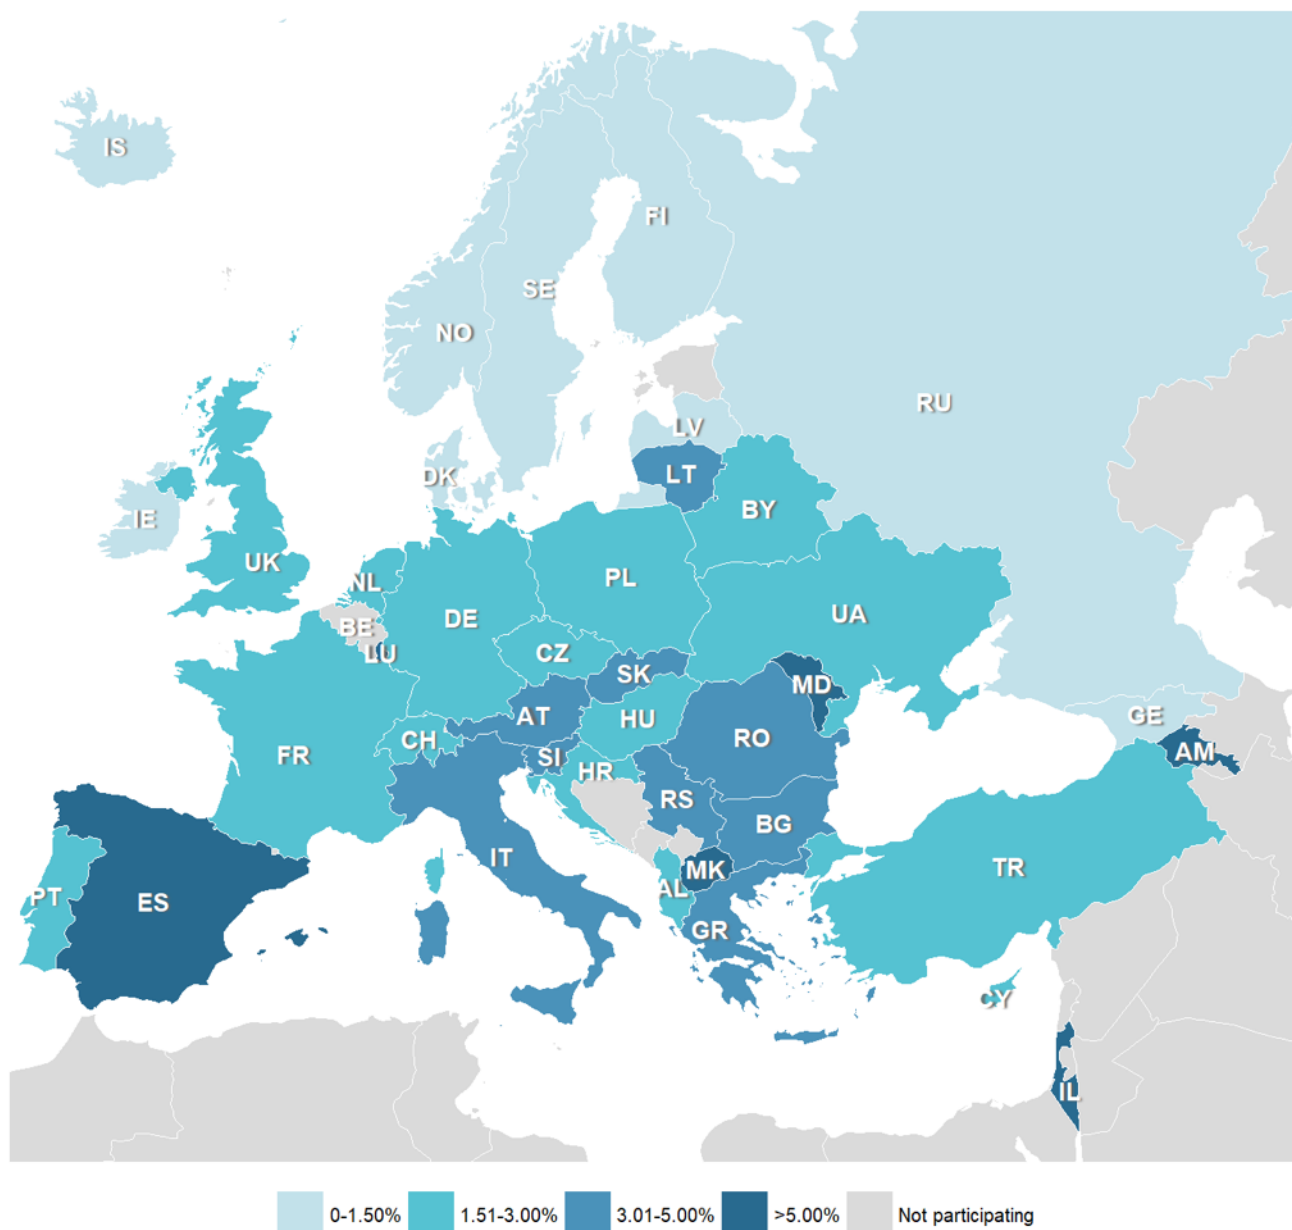 IS
FI
SE
NO
RU
LV
DK
LT
BY
IE
UK
NL
PL
DE
UA
BE
LU
CZ
SK
MD
AT
HU
GE
CH
RO
AM
FR
SI
HR
RS
BG
IT
MK
TR
PT
ES
AL
GR
CY
IL
0-1.50% 1.51-3.00% 3.01-5.00% >5.00% Not participating